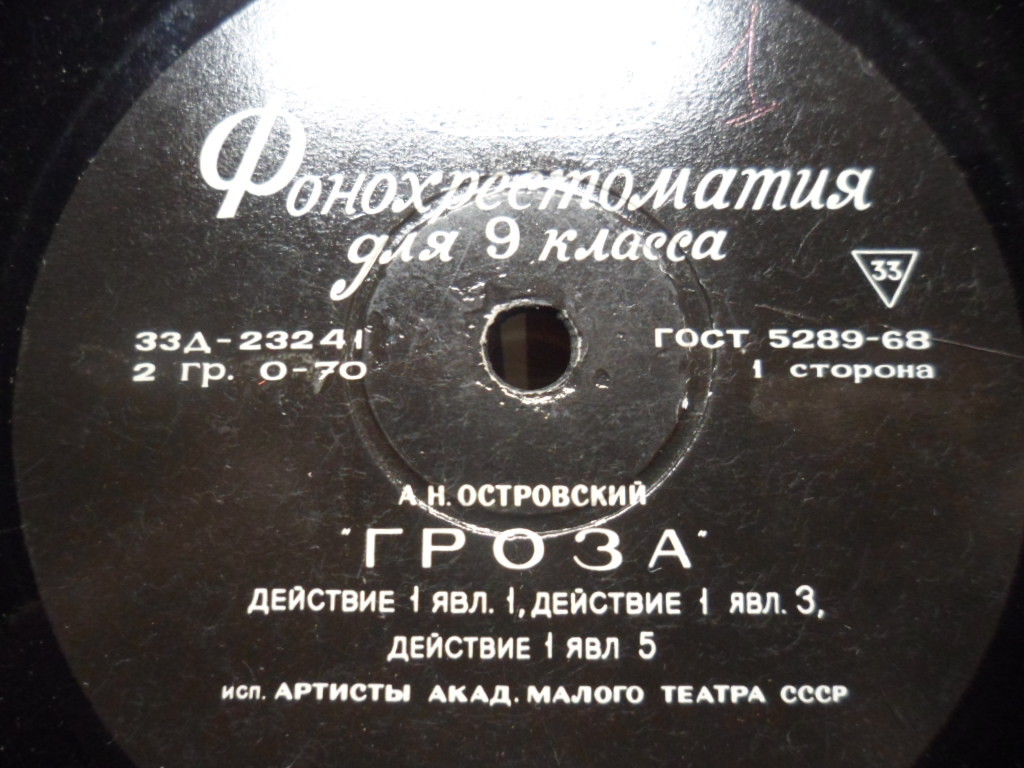 1
Фонохрестоматия
для 9 класса
33
33Д-23241 ГОСТ 5289-68
2 гр. 0-70 1 сторона
А.Н.ОСТРОВСКИЙ
"ГРОЗА"
ДЕЙСТВИЕ 1 ЯВЛ. 1, ДЕЙСТВИЕ 1 ЯВЛ. 3,
ДЕЙСТВИЕ 1 ЯВЛ 5
исп. АРТИСТЫ АКАД. МАЛОГО ТЕАТРА СССР